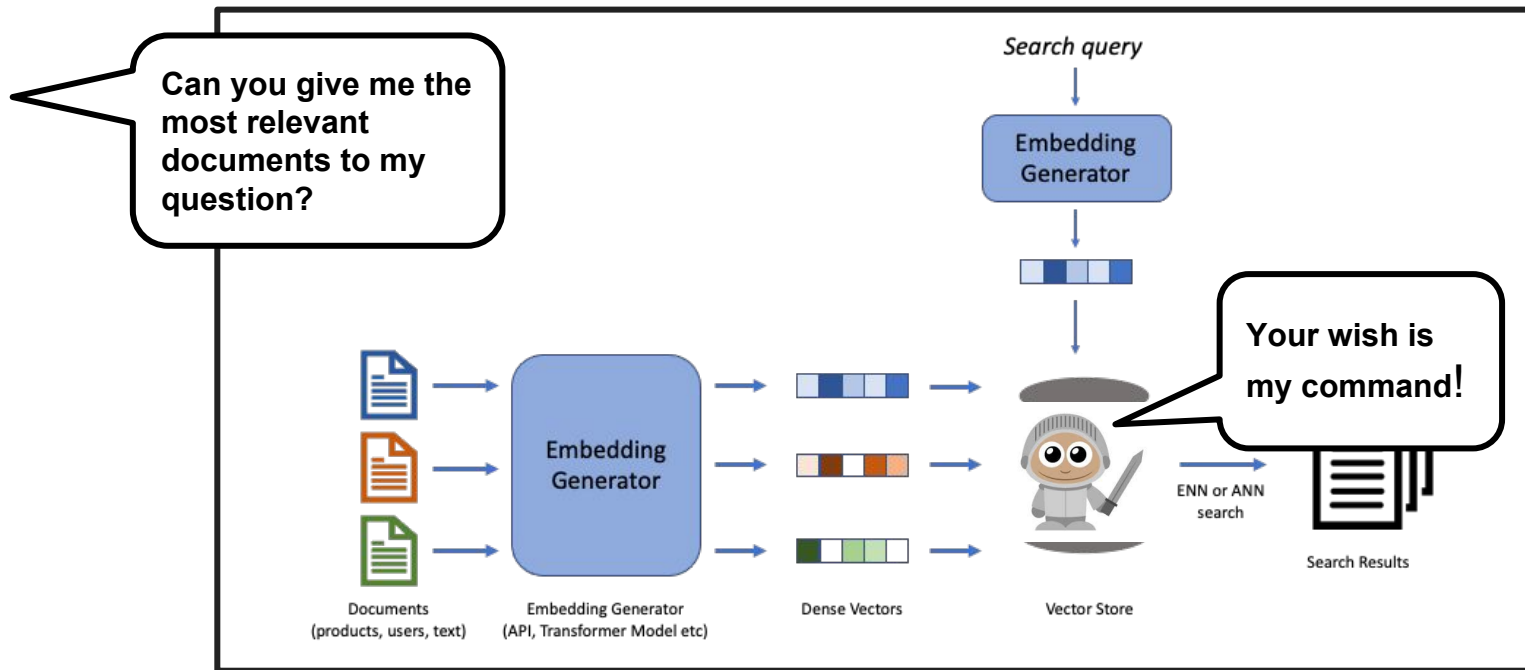 Can you give me the
most relevant
documents to my
question?
Search query
Embedding
Generator
Your wish is
my command!
Embedding
Generator
ENN or ANN
search
Search Results
Documents
(products, users, text)
Embedding Generator
(API, Transformer Model etc)
Dense Vectors
Vector Store